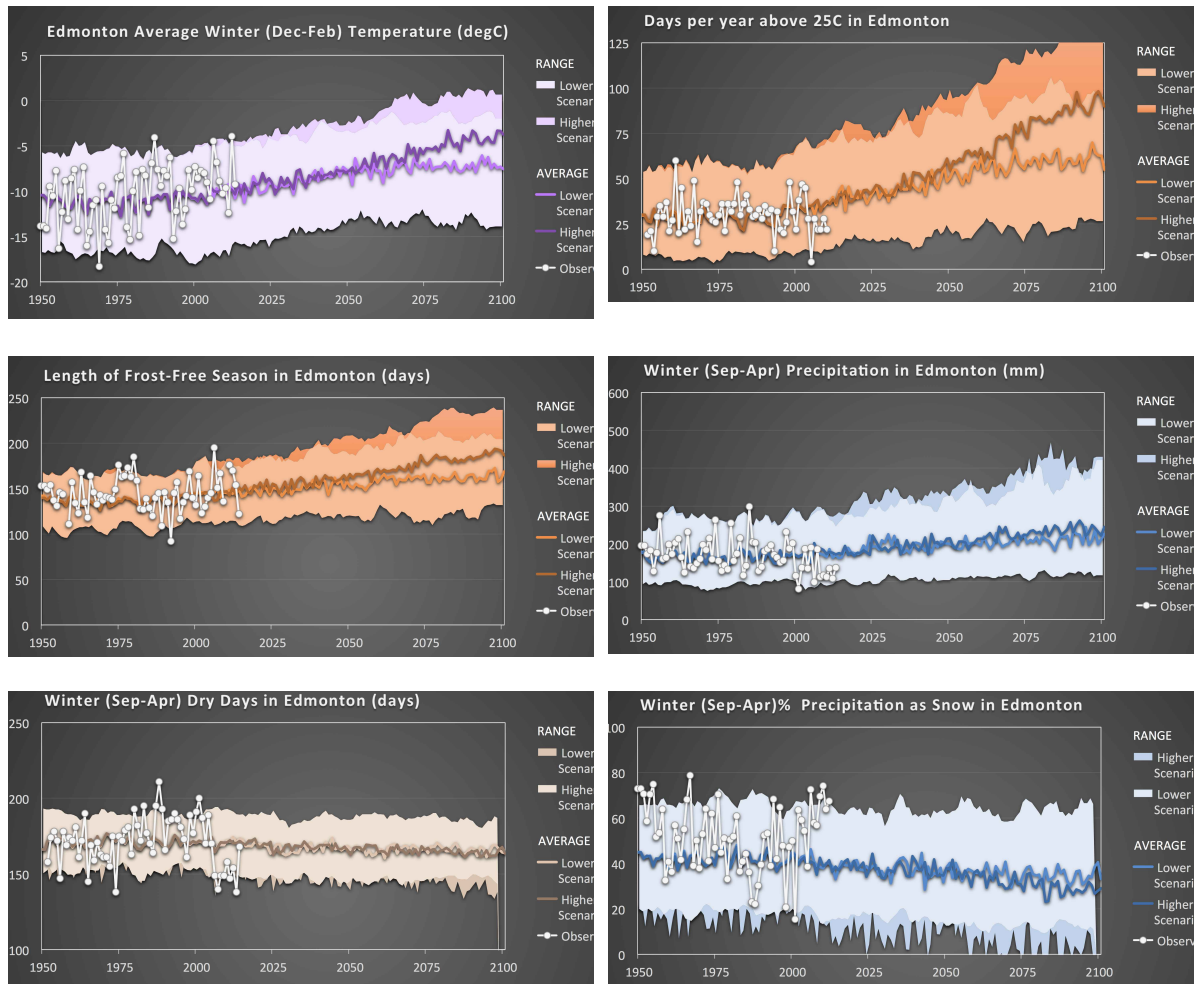 Edmonton Average Winter (Dec-Feb) Temperature (degC)
5
0
-5
-10
-15
-20
1950 1975 2000 2025 2050 2075 2100
RANGE
Lower
Scenar
Higher
Scenar
AVERAGE
Lower
Scenar
Higher
Scenar
Observ
Days per year above 25C in Edmonton
125
100
75
50
25
0
1950 1975 2000 2025 2050 2075 2100
RANGE
Lower
Scenar
Higher
Scenar
AVERAGE
Lower
Scenar
Higher
Scenar
Obser
Length of Frost-Free Season in Edmonton (days)
250
200
150
100
50
0
1950 1975 2000 2025 2050 2075 2100
RANGE
Lower
Scenar
Higher
Scenar
AVERAGE
Lower
Scenar
Higher
Scenar
Obser
Winter (Sep-Apr) Precipitation in Edmonton (mm)
600
500
400
300
200
100
0
1950 1975 2000 2025 2050 2075 2100
RANGE
Lower
Scenar
Higher
Scenar
AVERAGE
Lower
Scenar
Higher
Scenar
Obser
Winter (Sep-Apr) Dry Days in Edmonton (days)
250
200
150
100
1950 1975 2000 2025 2050 2075 2100
RANGE
Lower
Scenar
Higher
Scenar
AVERAGE
Lower
Scenar
Highe
Scenar
Obser
Winter (Sep-Apr)% Precipitation as Snow in Edmonton
100
80
60
40
20
0
1950 1975 2000 2025 2050 2075 2100
RANGE
Higher
Scenari
Lower
Scenari
AVERAGE
Lower
Scenari
Higher
Scenari
Observ